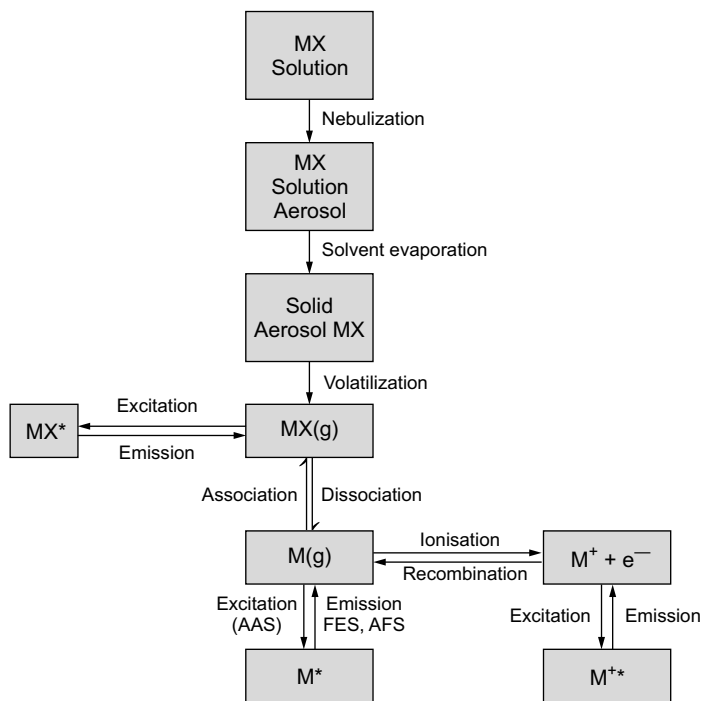 MX
Solution
Nebulization
MX
Solution
Aerosol
Solvent evaporation
Solid
Aerosol MX
Volatilization
MX*
Excitation
Emission
MX(g)
Association
Dissociation
M(g)
Ionisation
Recombination
M⁺ + e⁻
Excitation
(AAS)
Emission
FES, AFS
Excitation
Emission
M*
M⁺*